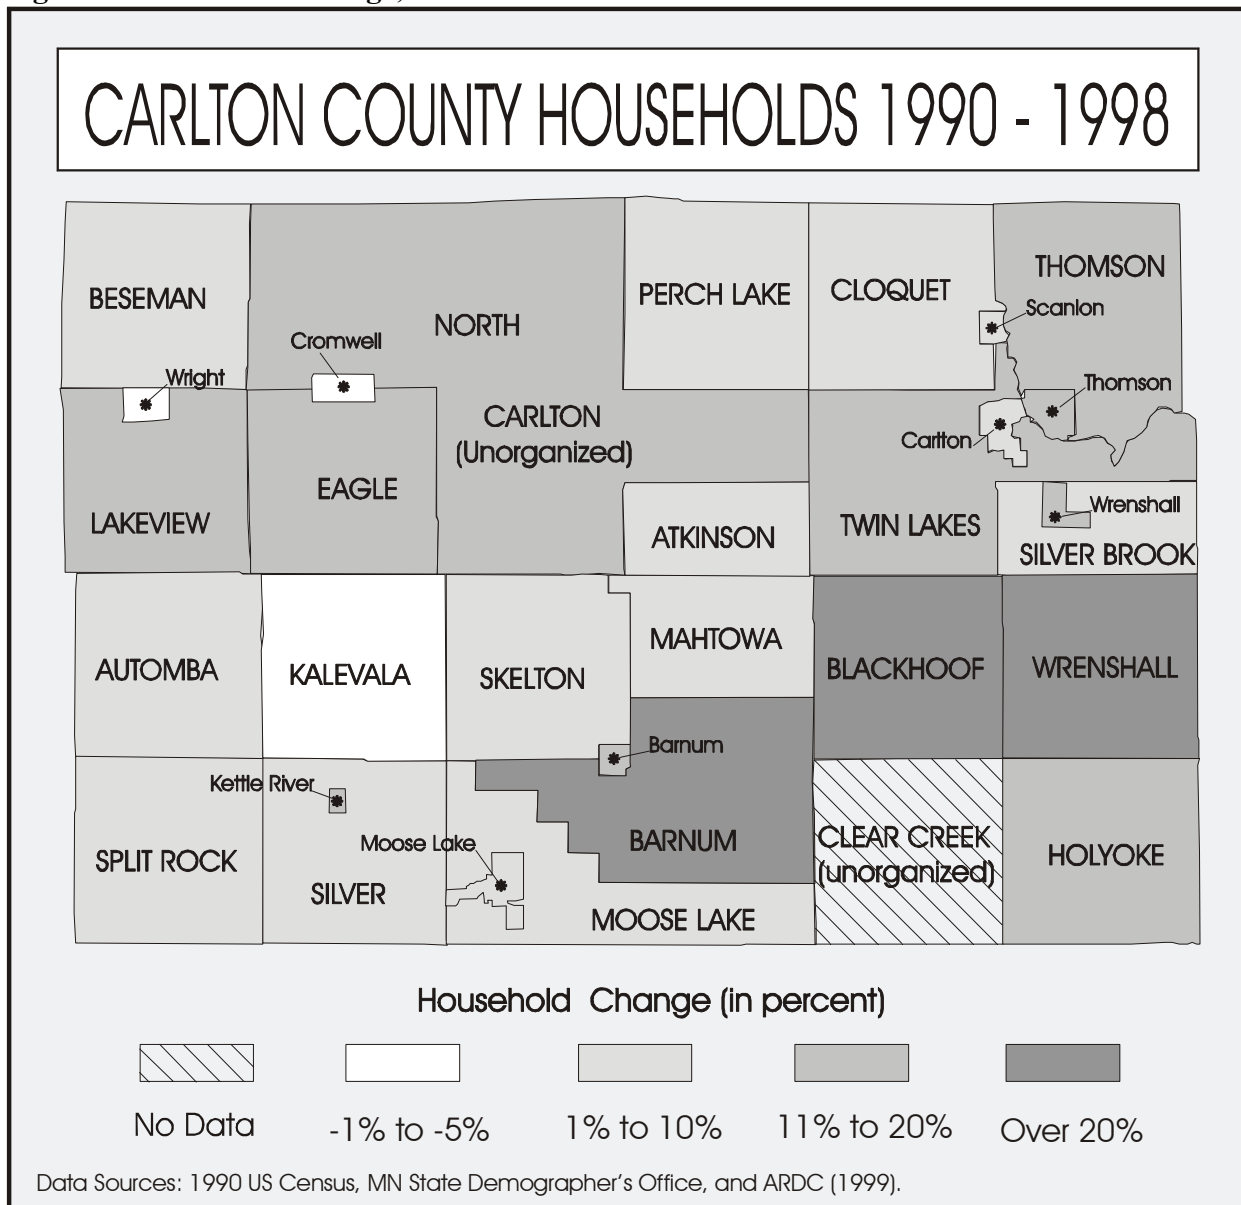 CARLTON COUNTY HOUSEHOLDS 1990 - 1998
BESEMAN
NORTH
PERCH LAKE
CLOQUET
THOMSON
Scanlon
Cromwell
Wright
Thomson
CARLTON
(Unorganized)
Carlton
EAGLE
LAKEVIEW
ATKINSON
TWIN LAKES
Wrenshall
SILVER BROOK
AUTOMBA
KALEVALA
SKELTON
MAHTOWA
BLACKHOOF
WRENSHALL
Barnum
Kettle River
SPLIT ROCK
SILVER
Moose Lake
BARNUM
CLEAR CREEK
(unorganized)
HOLYOKE
MOOSE LAKE
Household Change (in percent)
No Data
-1% to -5%
1% to 10%
11% to 20%
Over 20%
Data Sources: 1990 US Census, MN State Demographer's Office, and ARDC (1999).